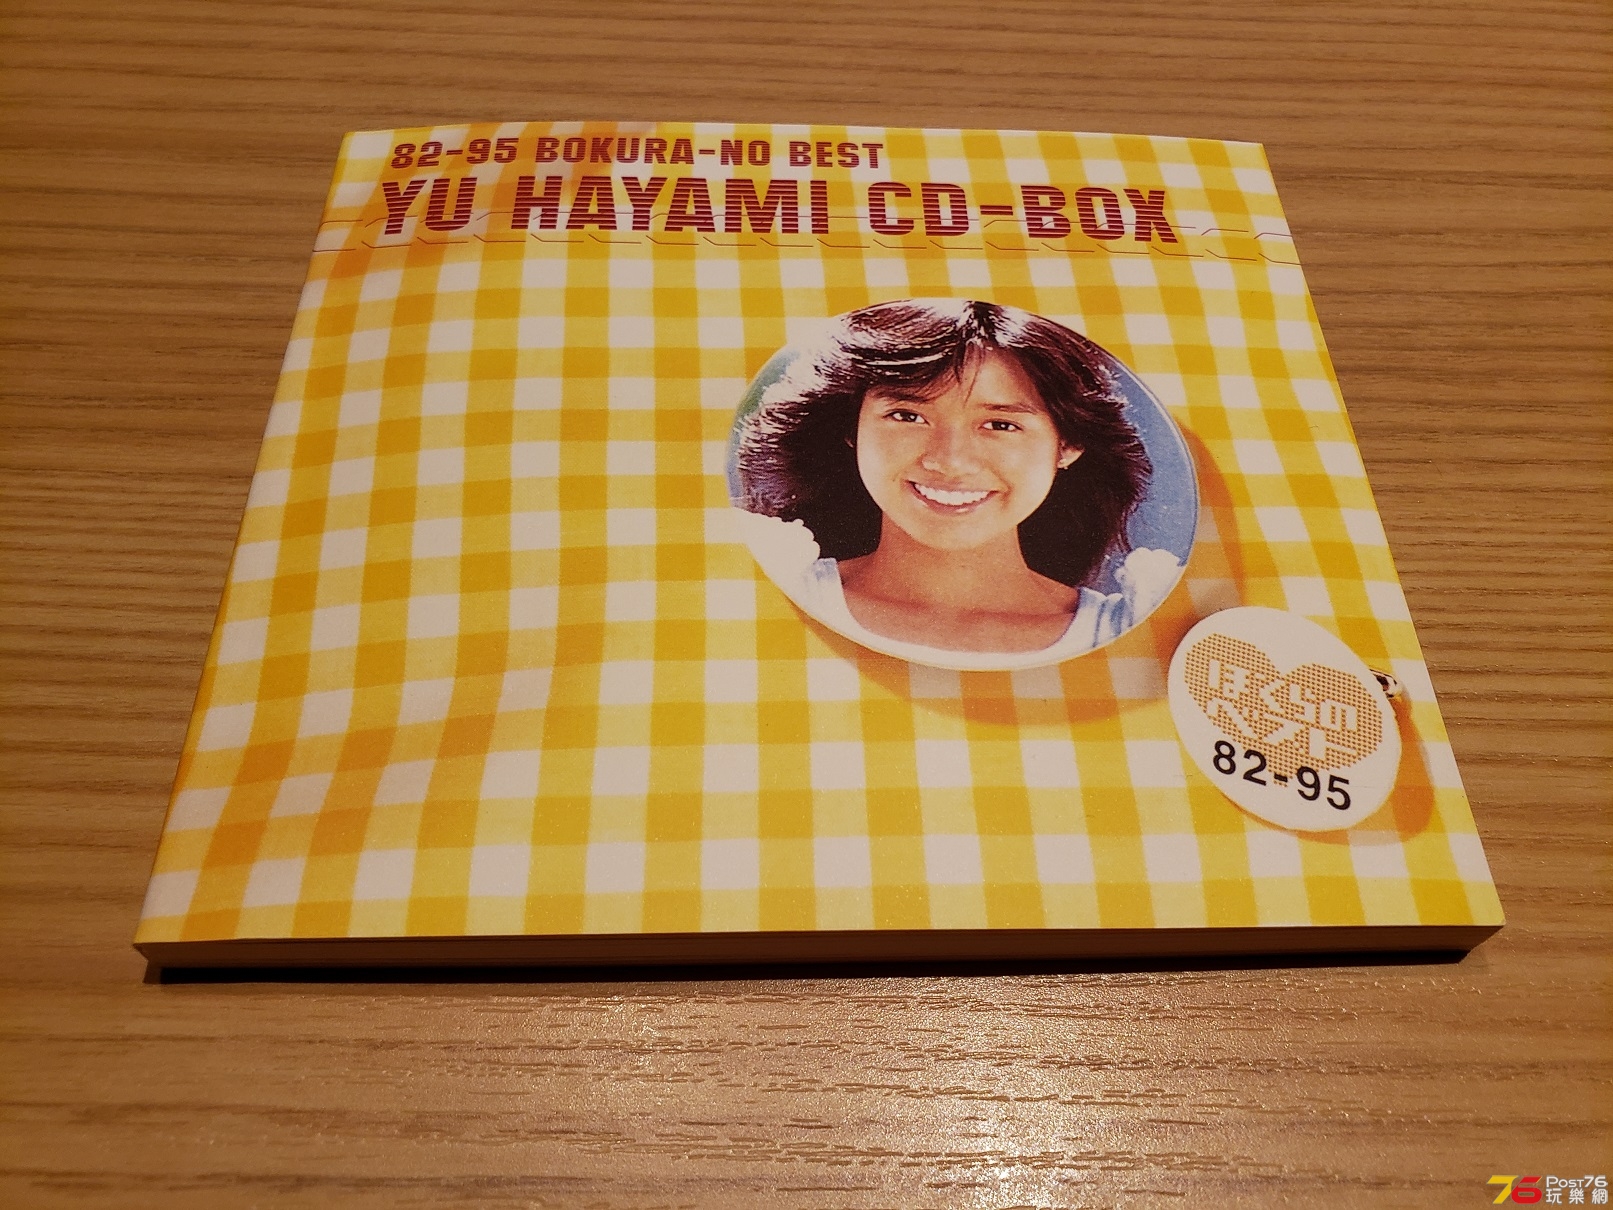 82-95 BOKURA-NO BEST
YU HAYAMI CD-BOX
ぼくらの
ベスト
82-95
76 Post76
玩樂網